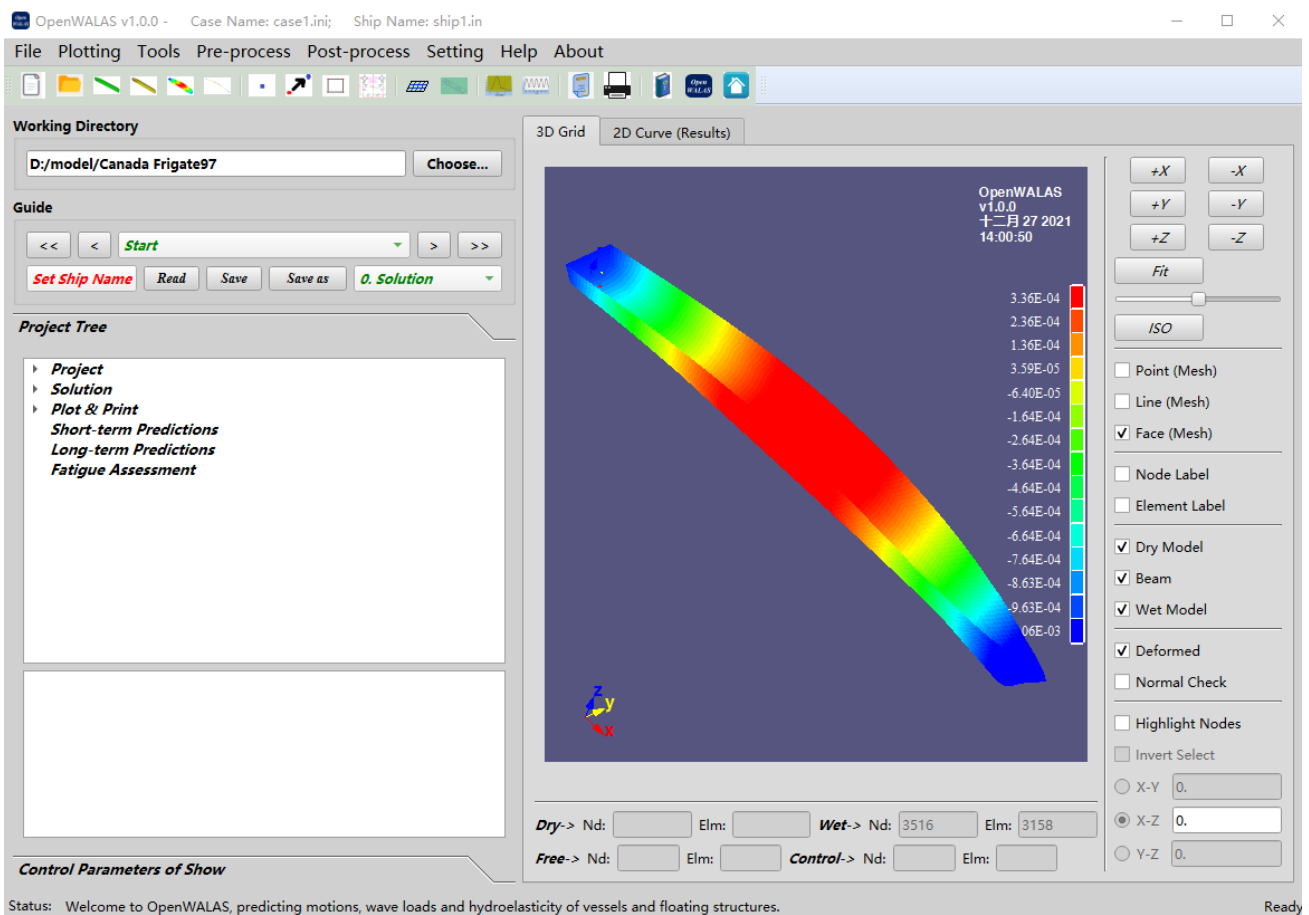 OpenWALAS v1.0.0 -   Case Name: case1.ini;   Ship Name: ship1.in
File Plotting Tools Pre-process Post-process Setting Help About
Open WALAS
Working Directory
D:/model/Canada Frigate97 Choose...
Guide
<< < Start > >>
Set Ship Name Read Save Save as 0. Solution
Project Tree
Project
Solution
Plot & Print
Short-term Predictions
Long-term Predictions
Fatigue Assessment
Control Parameters of Show
3D Grid 2D Curve (Results)
OpenWALAS
v1.0.0
十二月 27 2021
14:00:50
3.36E-04
2.36E-04
1.36E-04
3.59E-05
-6.40E-05
-1.64E-04
-2.64E-04
-3.64E-04
-4.64E-04
-5.64E-04
-6.64E-04
-7.64E-04
-8.63E-04
-9.63E-04
06E-03
z
y
x
Dry-> Nd: Elm: Wet-> Nd: 3516 Elm: 3158
Free-> Nd: Elm: Control-> Nd: Elm:
+X -X
+Y -Y
+Z -Z
Fit
ISO
Point (Mesh)
Line (Mesh)
Face (Mesh)
Node Label
Element Label
Dry Model
Beam
Wet Model
Deformed
Normal Check
Highlight Nodes
Invert Select
X-Y 0.
X-Z 0.
Y-Z 0.
Status: Welcome to OpenWALAS, predicting motions, wave loads and hydroelasticity of vessels and floating structures. Ready